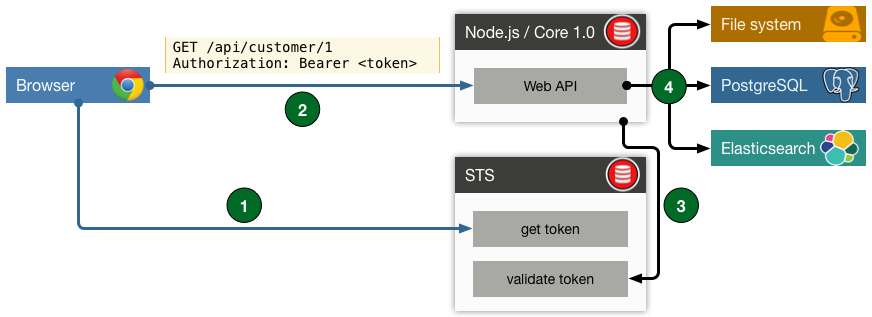 GET /api/customer/1
Authorization: Bearer <token>
Browser
2
Node.js / Core 1.0
Web API
4
File system
PostgreSQL
Elasticsearch
1
STS
get token
validate token
3